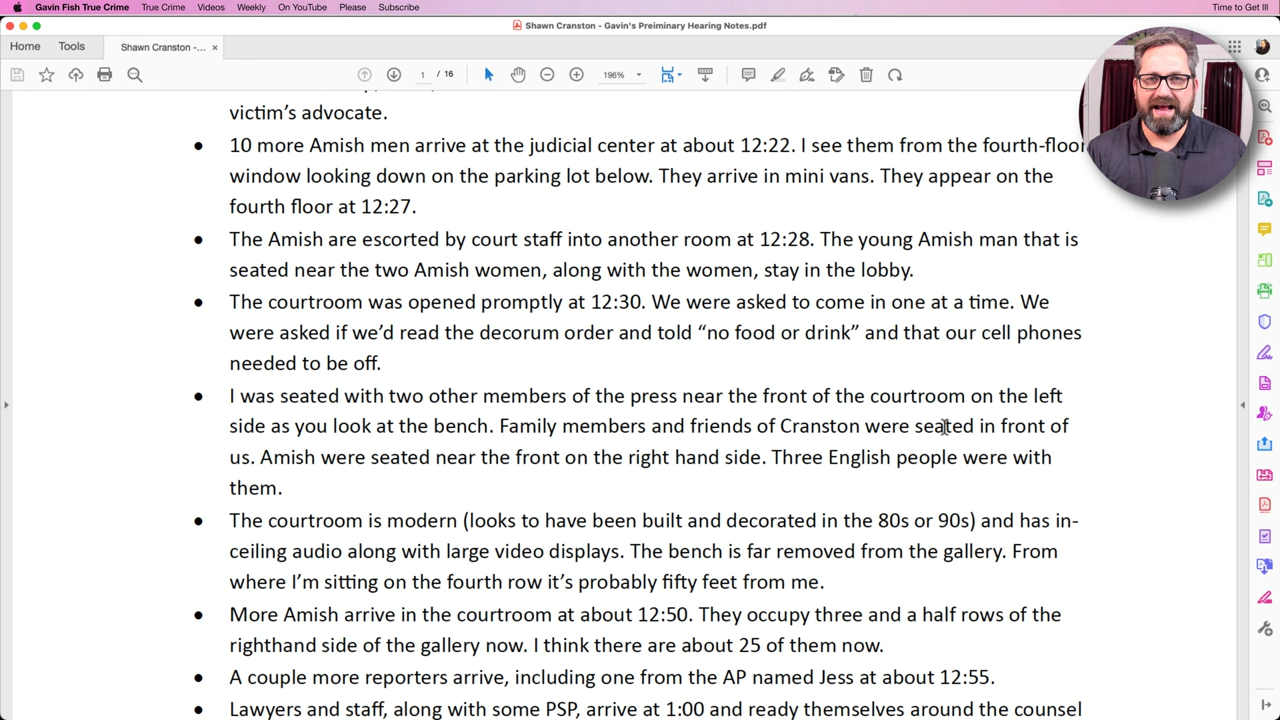 Gavin Fish True Crime True Crime Videos Weekly On YouTube Please Subscribe Time to Get Ill
Shawn Cranston - Gavin's Preiminary Hearing Notes.pdf
Home Tools Shawn Cranston -... ×
1 / 16 196%
victim’s advocate.
● 10 more Amish men arrive at the judicial center at about 12:22. I see them from the fourth-floor
window looking down on the parking lot below. They arrive in mini vans. They appear on the
fourth floor at 12:27.
● The Amish are escorted by court staff into another room at 12:28. The young Amish man that is
seated near the two Amish women, along with the women, stay in the lobby.
● The courtroom was opened promptly at 12:30. We were asked to come in one at a time. We
were asked if we’d read the decorum order and told “no food or drink” and that our cell phones
needed to be off.
● I was seated with two other members of the press near the front of the courtroom on the left
side as you look at the bench. Family members and friends of Cranston were seated in front of
us. Amish were seated near the front on the right hand side. Three English people were with
them.
● The courtroom is modern (looks to have been built and decorated in the 80s or 90s) and has in-
ceiling audio along with large video displays. The bench is far removed from the gallery. From
where I’m sitting on the fourth row it’s probably fifty feet from me.
● More Amish arrive in the courtroom at about 12:50. They occupy three and a half rows of the
righthand side of the gallery now. I think there are about 25 of them now.
● A couple more reporters arrive, including one from the AP named Jess at about 12:55.
● Lawyers and staff, along with some PSP, arrive at 1:00 and ready themselves around the counsel